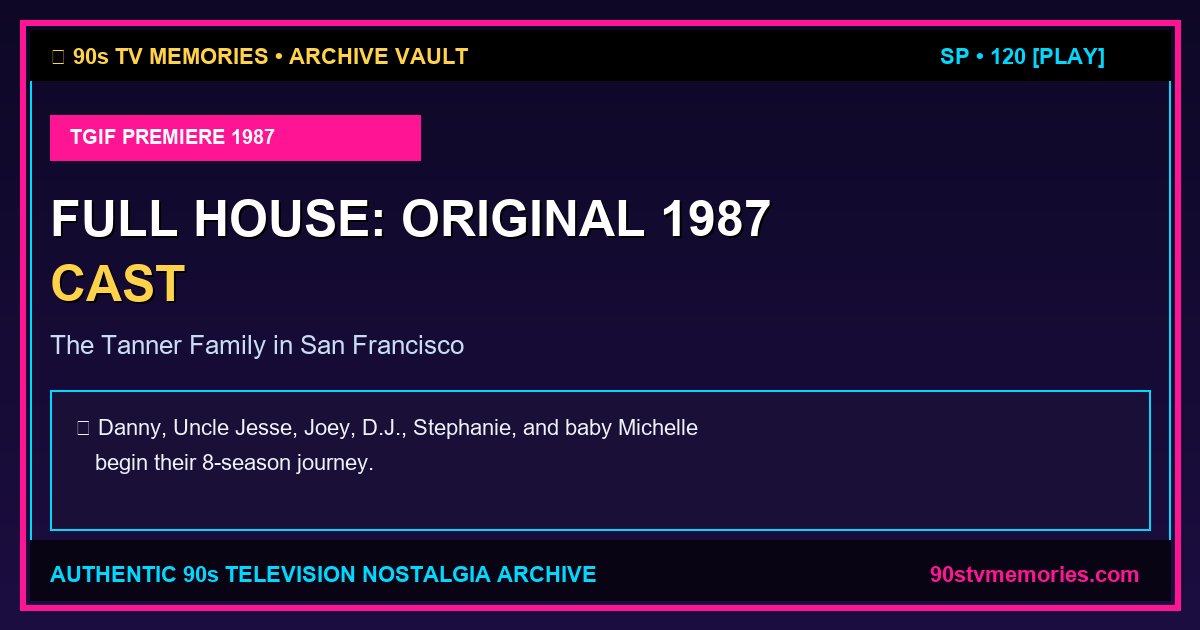 90s TV MEMORIES • ARCHIVE VAULT
SP • 120 [PLAY]
TGIF PREMIERE 1987
FULL HOUSE: ORIGINAL 1987
CAST
The Tanner Family in San Francisco
Danny, Uncle Jesse, Joey, D.J., Stephanie, and baby Michelle
begin their 8-season journey.
AUTHENTIC 90s TELEVISION NOSTALGIA ARCHIVE
90stvmemories.com